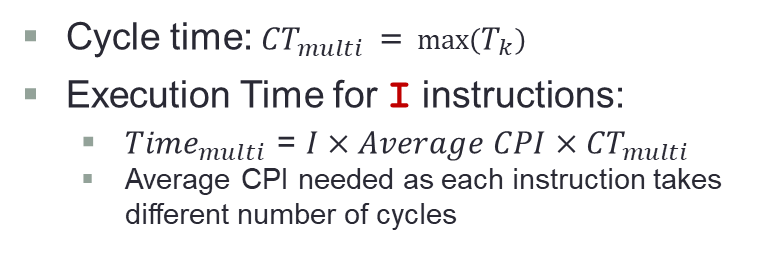 ▪ Cycle time: CT_multi = max(T_k)
▪ Execution Time for I instructions:
▪ Time_multi = I × Average CPI × CT_multi
▪ Average CPI needed as each instruction takes
different number of cycles